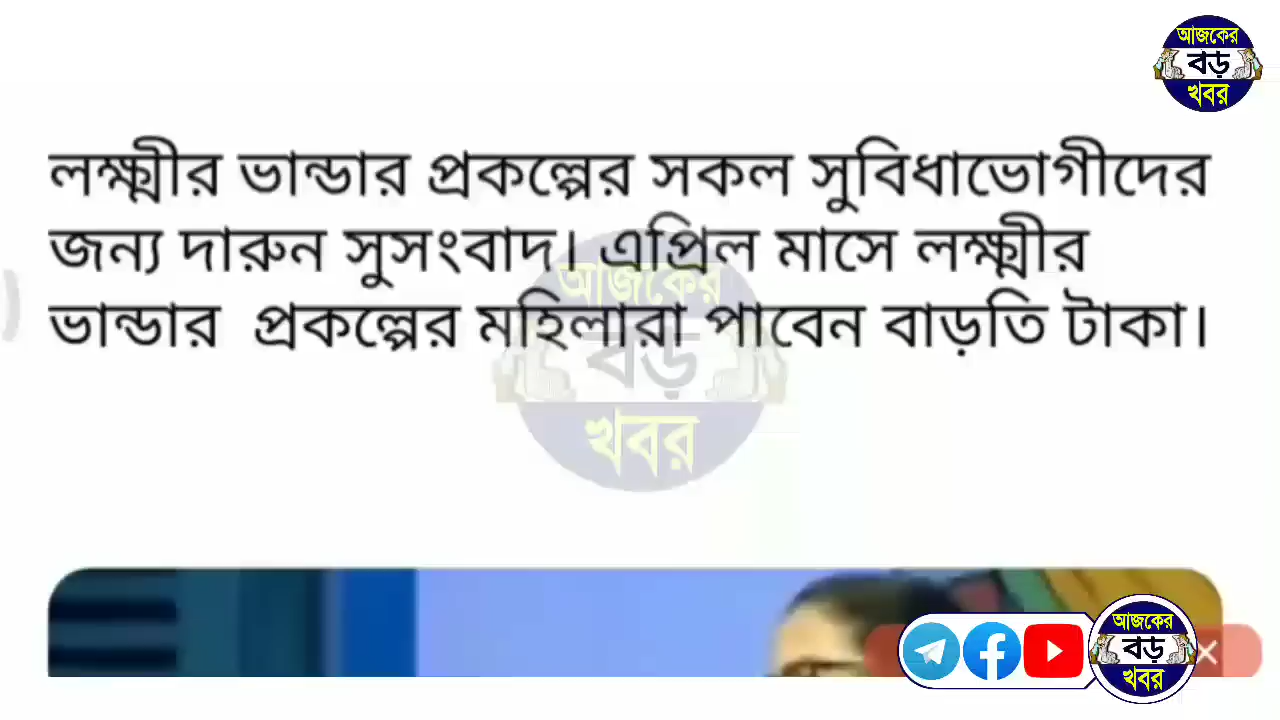 আজকের
বড়
খবর
লক্ষ্মীর ভান্ডার প্রকল্পের সকল সুবিধাভোগীদের
জন্য দারুন সুসংবাদ। এপ্রিল মাসে লক্ষ্মীর
ভান্ডার প্রকল্পের মহিলারা পাবেন বাড়তি টাকা।
আজকের
বড়
খবর
আজকের
বড়
খবর